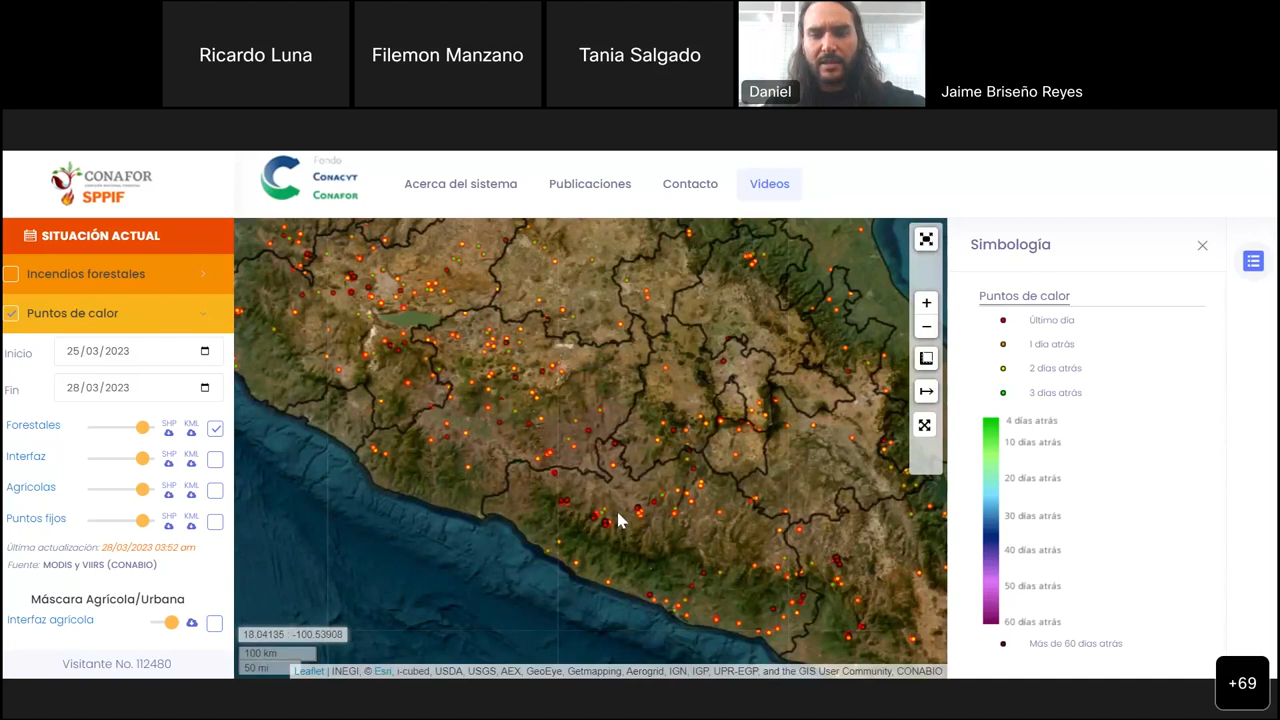 Ricardo Luna
Filemon Manzano
Tania Salgado
Daniel
Jaime Briseño Reyes
CONAFOR
SPPIF
Fondo
CONACYT
CONAFOR
Acerca del sistema
Publicaciones
Contacto
Videos
SITUACIÓN ACTUAL
Incendios forestales
Puntos de calor
Inicio
25/03/2023
Fin
28/03/2023
Forestales
SHP
KML
Interfaz
SHP
KML
Agrícolas
SHP
KML
Puntos fijos
SHP
KML
Última actualización: 28/03/2023 03:52 am
Fuente: MODIS y VIIRS (CONABIO)
Máscara Agrícola/Urbana
Interfaz agrícola
Visitante No. 112480
+
−
18.04135 : -100.53908
100 km
50 mi
Leaflet | INEGI, © Esri, i-cubed, USDA, USGS, AEX, GeoEye, Getmapping, Aerogrid, IGN, IGP, UPR-EGP, and the GIS User Community, CONABIO
Simbología
Puntos de calor
Último día
1 día atrás
2 días atrás
3 días atrás
4 días atrás
10 días atrás
20 días atrás
30 días atrás
40 días atrás
50 días atrás
60 días atrás
Más de 60 dias atrás
+69